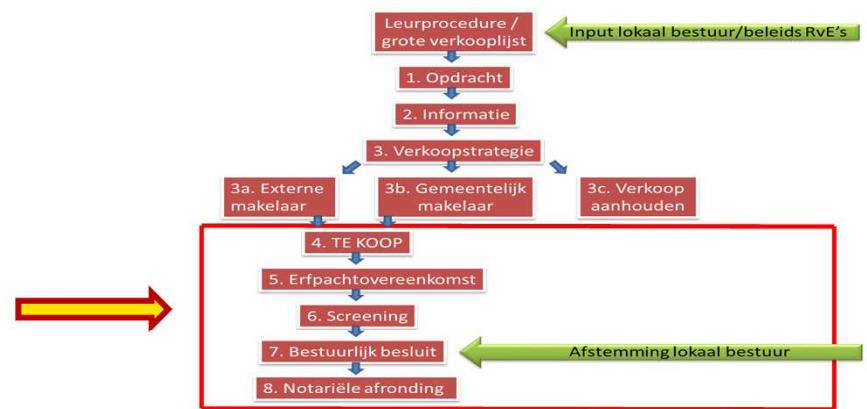 Leurprocedure /
grote verkooplijst
Input lokaal bestuur/beleids RvE's
1. Opdracht
2. Informatie
3. Verkoopstrategie
3a. Externe
makelaar
3b. Gemeentelijk
makelaar
3c. Verkoop
aanhouden
4. TE KOOP
5. Erfpachtovereenkomst
6. Screening
7. Bestuurlijk besluit
Afstemming lokaal bestuur
8. Notariële afronding